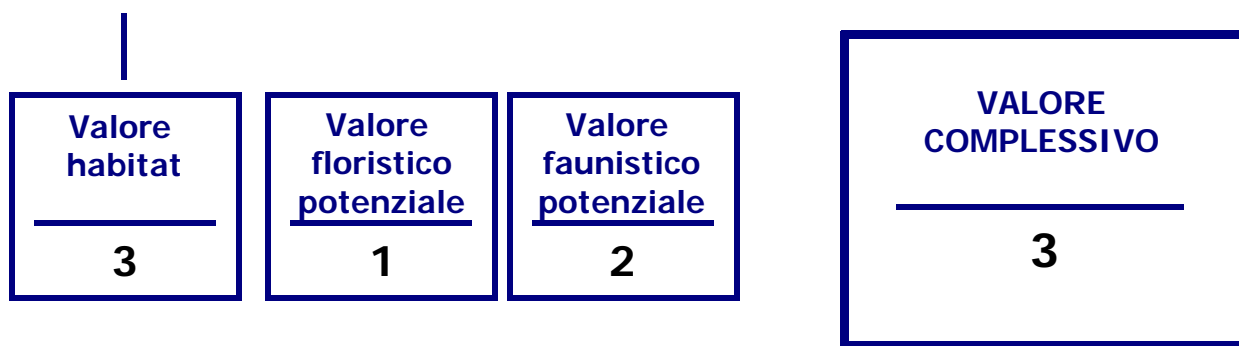 Valore
habitat
3
Valore
floristico
potenziale
1
Valore
faunistico
potenziale
2
VALORE
COMPLESSIVO
3